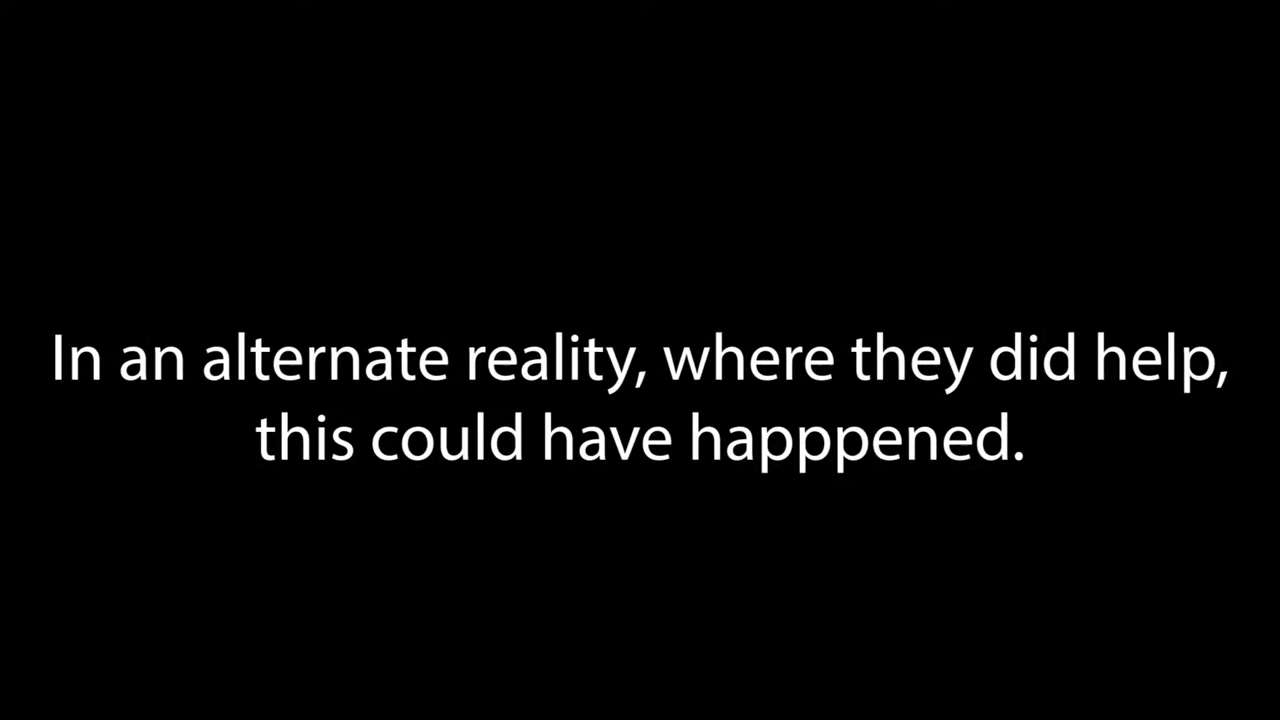 In an alternate reality, where they did help,
this could have happpened.